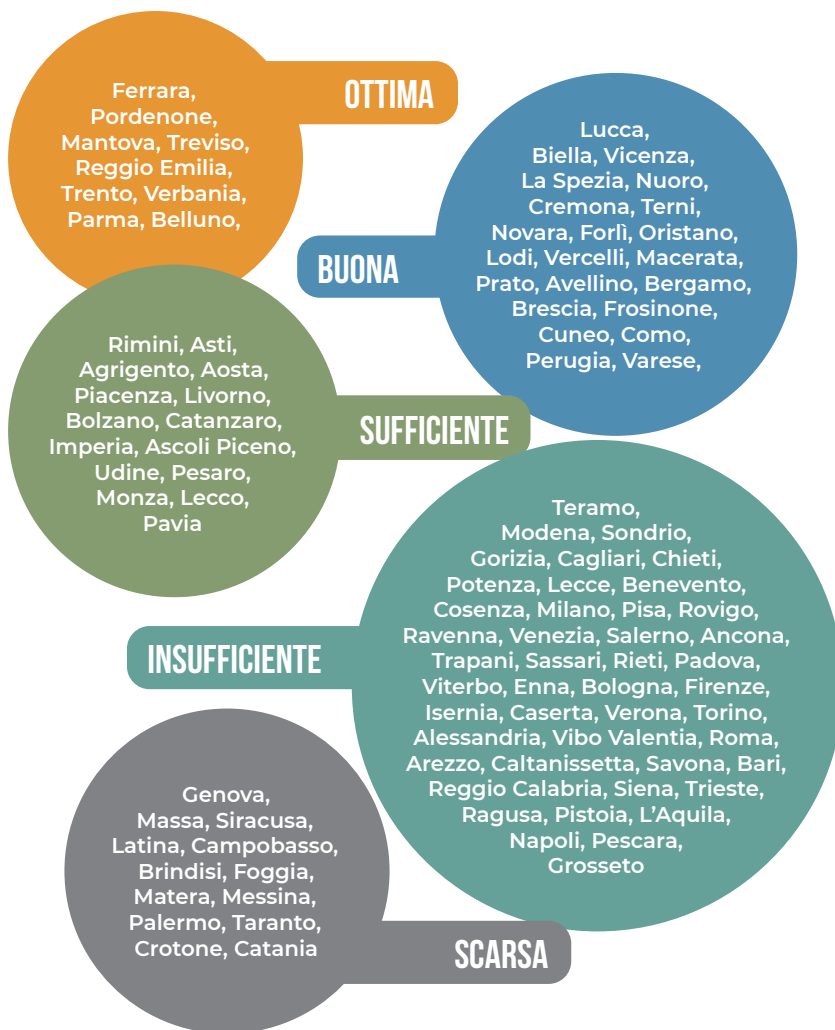 OTTIMA
Ferrara,
Pordenone,
Mantova, Treviso,
Reggio Emilia,
Trento, Verbania,
Parma, Belluno,
BUONA
Lucca,
Biella, Vicenza,
La Spezia, Nuoro,
Cremona, Terni,
Novara, Forlì, Oristano,
Lodi, Vercelli, Macerata,
Prato, Avellino, Bergamo,
Brescia, Frosinone,
Cuneo, Como,
Perugia, Varese,
SUFFICIENTE
Rimini, Asti,
Agrigento, Aosta,
Piacenza, Livorno,
Bolzano, Catanzaro,
Imperia, Ascoli Piceno,
Udine, Pesaro,
Monza, Lecco,
Pavia
INSUFFICIENTE
Teramo,
Modena, Sondrio,
Gorizia, Cagliari, Chieti,
Potenza, Lecce, Benevento,
Cosenza, Milano, Pisa, Rovigo,
Ravenna, Venezia, Salerno, Ancona,
Trapani, Sassari, Rieti, Padova,
Viterbo, Enna, Bologna, Firenze,
Isernia, Caserta, Verona, Torino,
Alessandria, Vibo Valentia, Roma,
Arezzo, Caltanissetta, Savona, Bari,
Reggio Calabria, Siena, Trieste,
Ragusa, Pistoia, L’Aquila,
Napoli, Pescara,
Grosseto
SCARSA
Genova,
Massa, Siracusa,
Latina, Campobasso,
Brindisi, Foggia,
Matera, Messina,
Palermo, Taranto,
Crotone, Catania